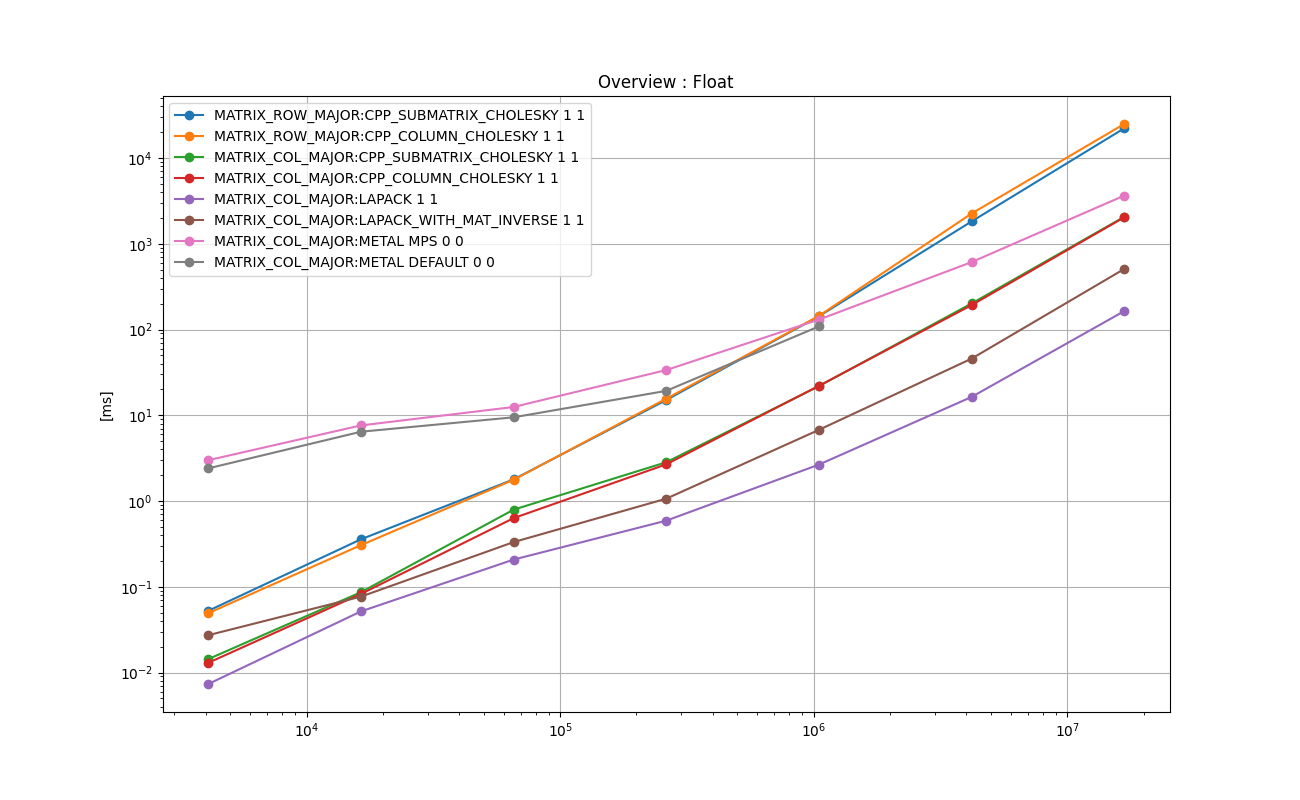 Overview : Float
MATRIX_ROW_MAJOR:CPP_SUBMATRIX_CHOLESKY 1 1
MATRIX_ROW_MAJOR:CPP_COLUMN_CHOLESKY 1 1
MATRIX_COL_MAJOR:CPP_SUBMATRIX_CHOLESKY 1 1
MATRIX_COL_MAJOR:CPP_COLUMN_CHOLESKY 1 1
MATRIX_COL_MAJOR:LAPACK 1 1
MATRIX_COL_MAJOR:LAPACK_WITH_MAT_INVERSE 1 1
MATRIX_COL_MAJOR:METAL MPS 0 0
MATRIX_COL_MAJOR:METAL DEFAULT 0 0
[ms]
10⁴
10³
10²
10¹
10⁰
10⁻¹
10⁻²
10⁴ 10⁵ 10⁶ 10⁷